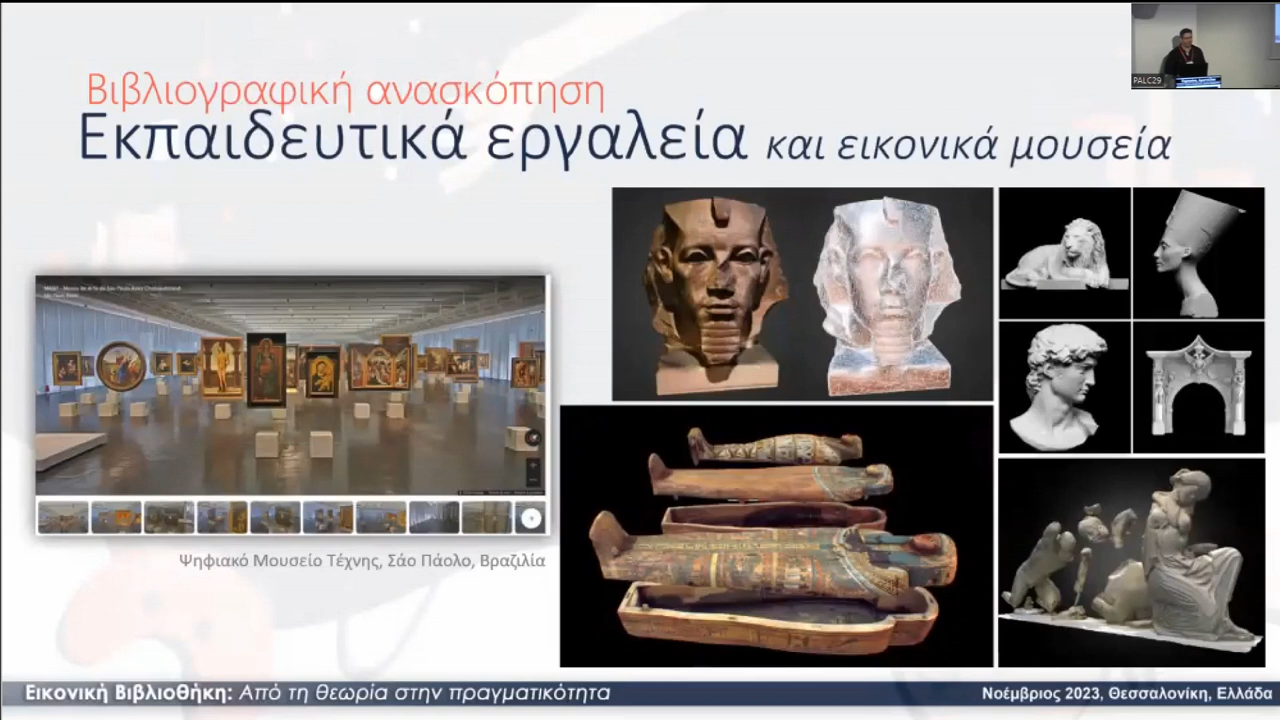 Βιβλιογραφική ανασκόπηση
Εκπαιδευτικά εργαλεία και εικονικά μουσεία
PALC29
Ψηφιακό Μουσείο Τέχνης, Σάο Πάολο, Βραζιλία
Εικονική Βιβλιοθήκη: Από τη θεωρία στην πραγματικότητα
Νοέμβριος 2023, Θεσσαλονίκη, Ελλάδα